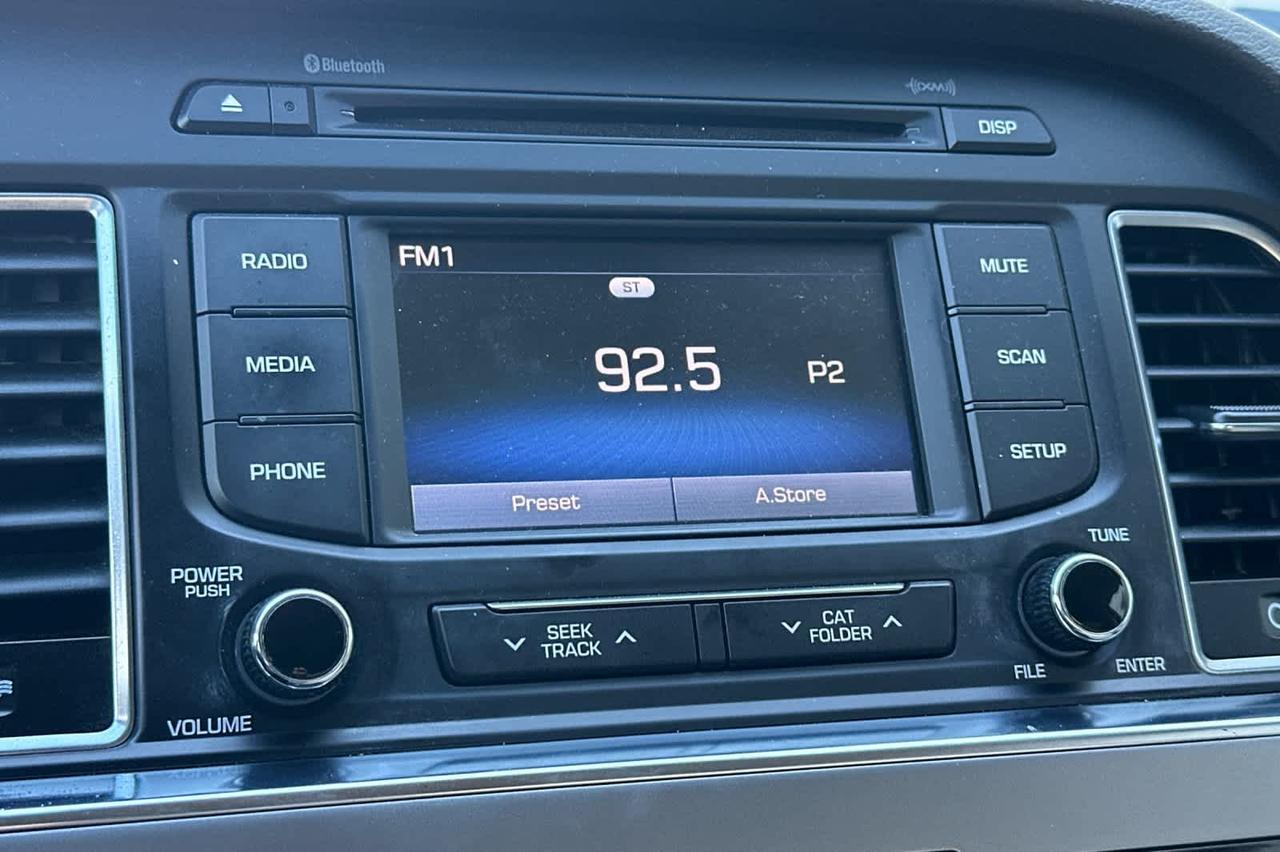 Bluetooth
((XM))
DISP
RADIO
FM1
MUTE
ST
MEDIA
92.5
P2
SCAN
PHONE
SETUP
Preset
A.Store
TUNE
POWER
PUSH
SEEK
TRACK
CAT
FOLDER
FILE
ENTER
VOLUME